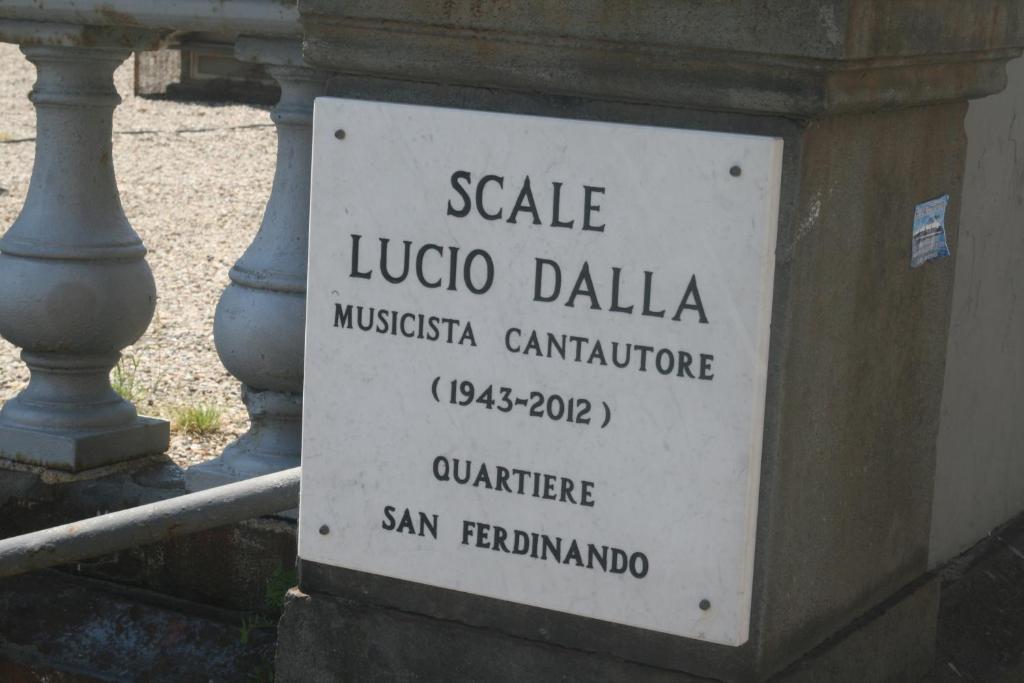 SCALE
LUCIO DALLA
MUSICISTA CANTAUTORE
(1943-2012)
QUARTIERE
SAN FERDINANDO